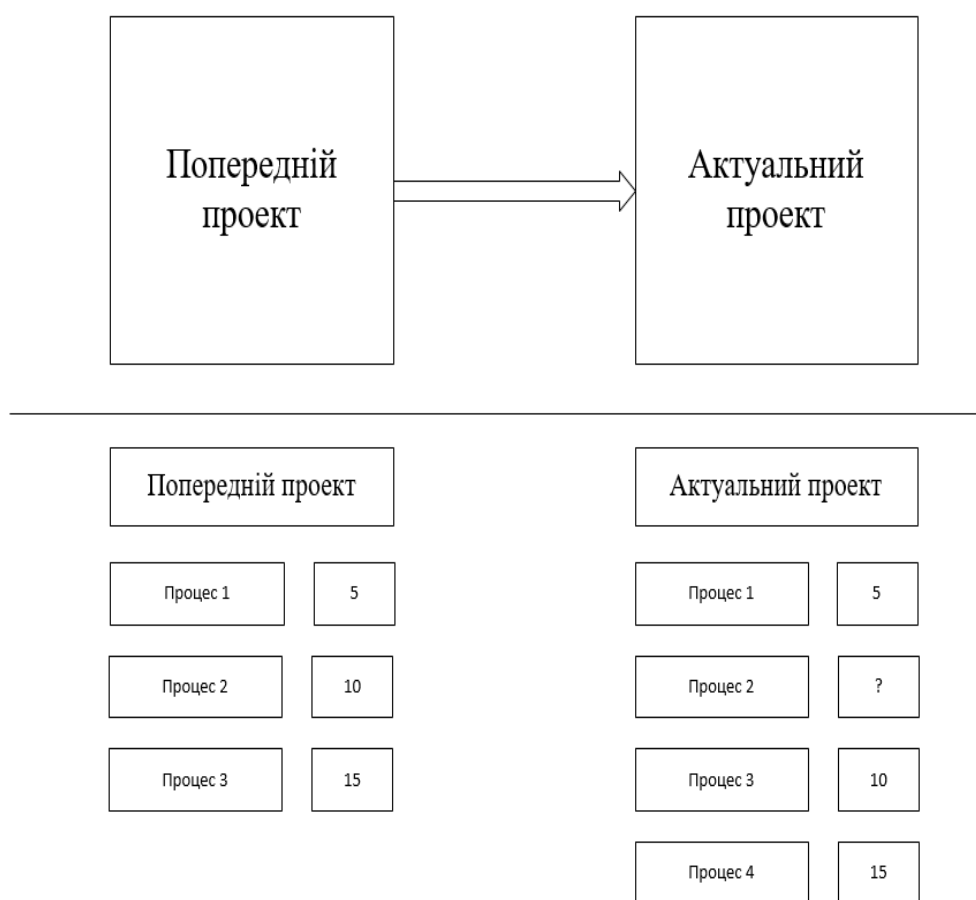 Попередній
проект
Актуальний
проект
Попередній проект
Актуальний проект
Процес 1
5
Процес 1
5
Процес 2
10
Процес 2
?
Процес 3
15
Процес 3
10
Процес 4
15